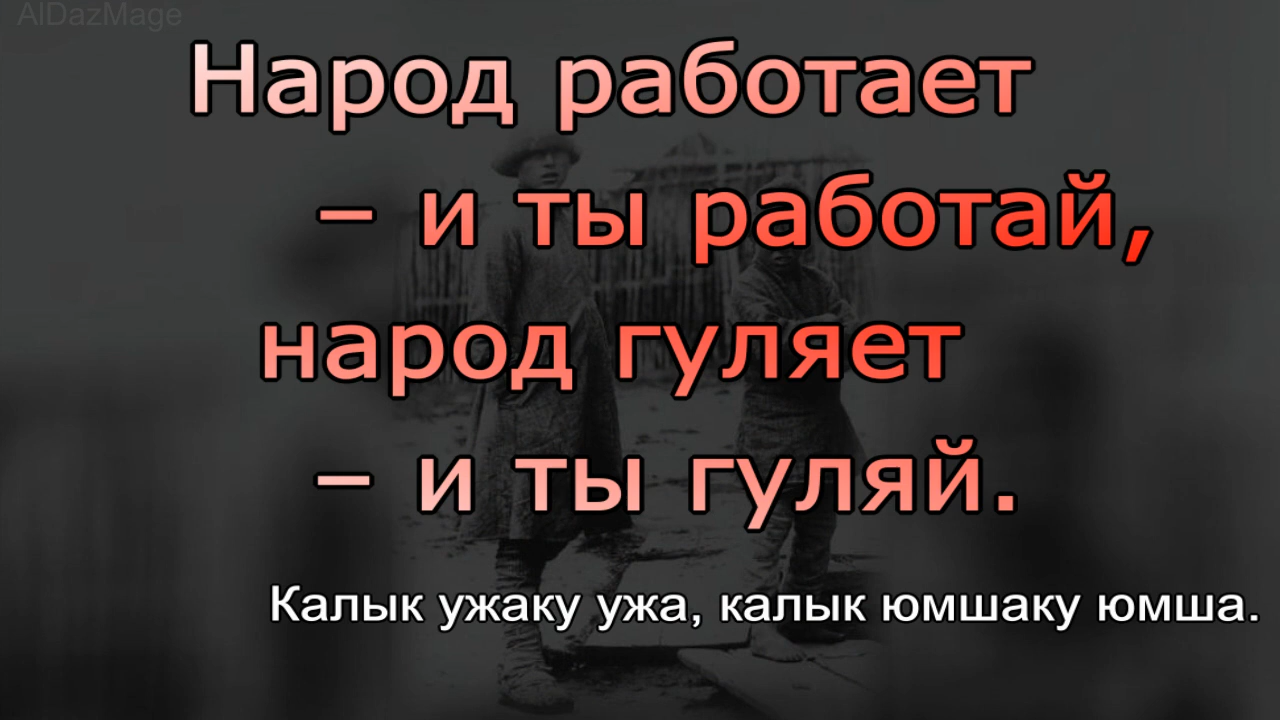 AlDazMage
Народ работает
– и ты работай,
народ гуляет
– и ты гуляй.
Калык ужаку ужа, калык юмшаку юмша.